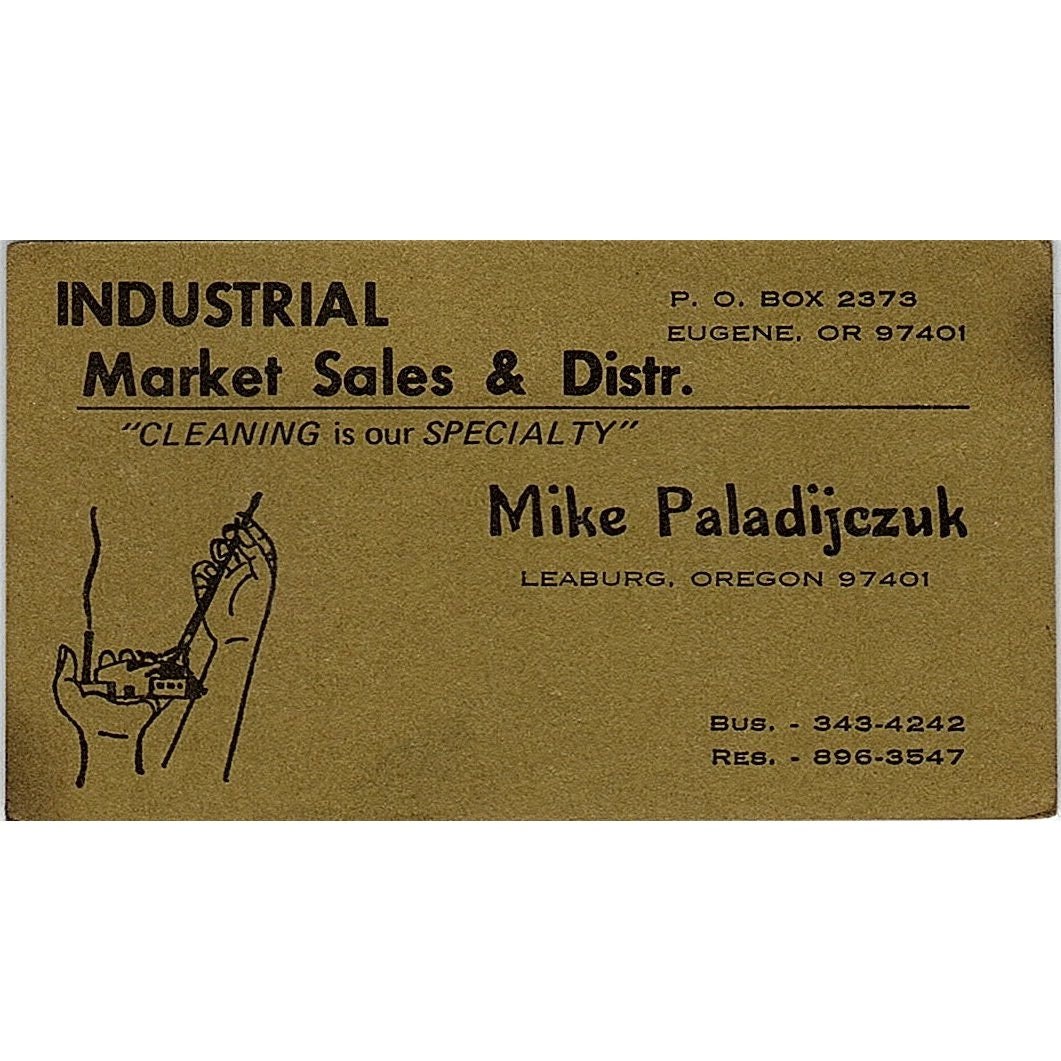 INDUSTRIAL
Market Sales & Distr.
P. O. BOX 2373
EUGENE, OR 97401
"CLEANING is our SPECIALTY"
Mike Paladijczuk
LEABURG, OREGON 97401
BUS. - 343-4242
RES. - 896-3547